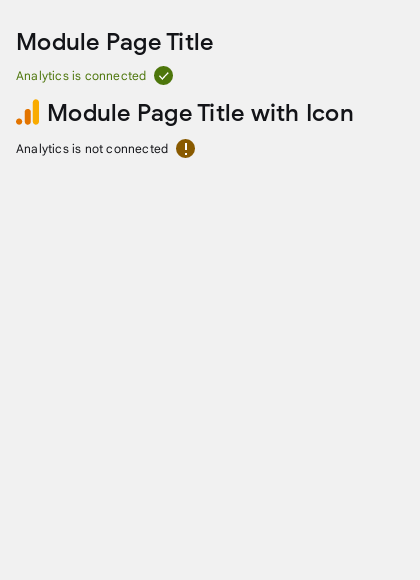 Module Page Title
Analytics is connected
Module Page Title with Icon
Analytics is not connected